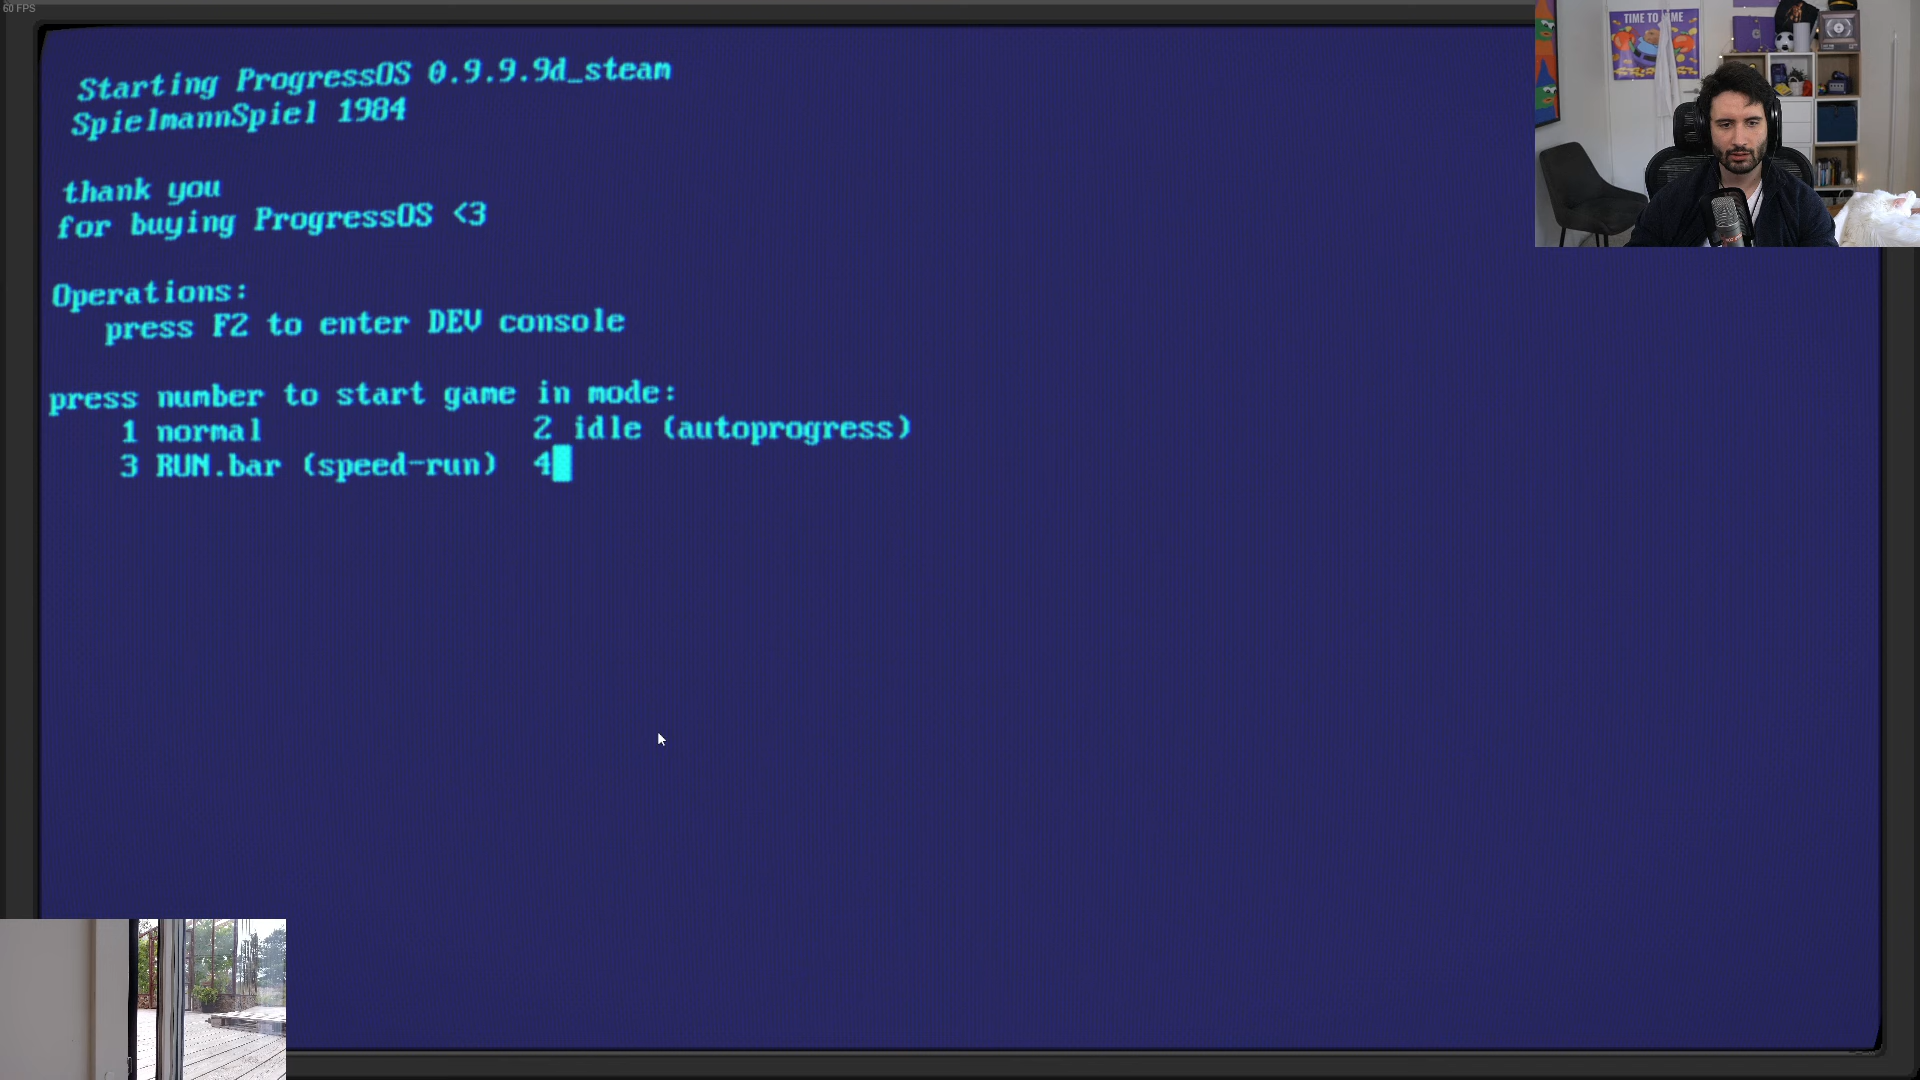 60 FPS
Starting ProgressOS 0.9.9.9d_steam
SpielmannSpiel 1984
thank you
for buying ProgressOS <3
Operations:
press F2 to enter DEV console
press number to start game in mode:
1 normal 2 idle (autoprogress)
3 RUN.bar (speed-run) 4